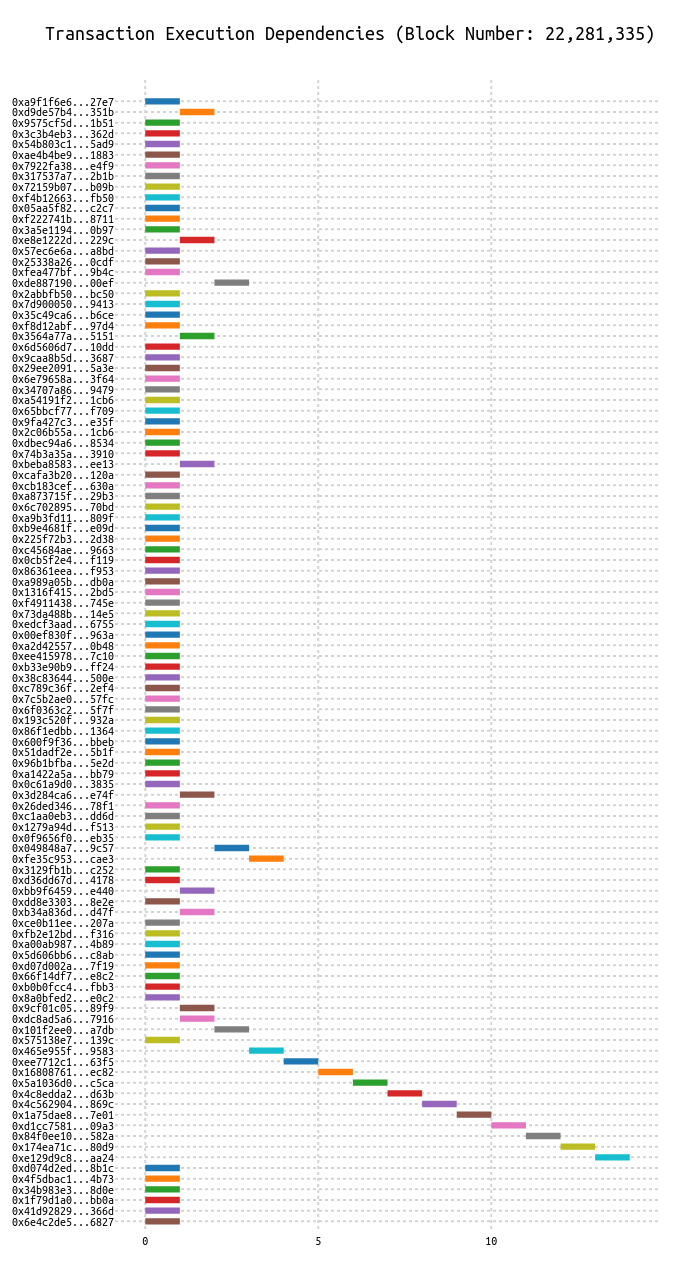 Transaction Execution Dependencies (Block Number: 22,281,335)
0xa9f1f6e6...27e7
0xd9de57b4...351b
0x9575cf5d...1b51
0x3c3b4eb3...362d
0x54b803c1...5ad9
0xae4b4be9...1883
0x7922fa38...e4f9
0x317537a7...2b1b
0x72159b07...b09b
0xf4b12663...fb50
0x05aa5f82...c2c7
0xf222741b...8711
0x3a5e1194...0b97
0xe8e1222d...229c
0x57ec6e6a...a8bd
0x25338a26...0cdf
0xfea477bf...9b4c
0xde887190...00ef
0x2abbfb50...bc50
0x7d900050...9413
0x35c49ca6...b6ce
0xf8d12abf...97d4
0x3564a77a...5151
0x6d5606d7...10dd
0x9caa8b5d...3687
0x29ee2091...5a3e
0x6e79658a...3f64
0x34707a86...9479
0xa54191f2...1cb6
0x65bbcf77...f709
0x9fa427c3...e35f
0x2c06b55a...1cb6
0xdbec94a6...8534
0x74b3a35a...3910
0xbeba8583...ee13
0xcafa3b20...120a
0xcb183cef...630a
0xa873715f...29b3
0x6c702895...70bd
0xa9b3fd11...809f
0xb9e4681f...e09d
0x225f72b3...2d38
0xc45684ae...9663
0x0cb5f2e4...f119
0x86361eea...f953
0xa989a05b...db0a
0x1316f415...2bd5
0xf4911438...745e
0x73da488b...14e5
0xedcf3aad...6755
0x00ef830f...963a
0xa2d42557...0b48
0xee415978...7c10
0xb33e90b9...ff24
0x38c83644...500e
0xc789c36f...2ef4
0x7c5b2ae0...57fc
0x6f0363c2...5f7f
0x193c520f...932a
0x86f1edbb...1364
0x600f9f36...bbeb
0x51dadf2e...5b1f
0x96b1bfba...5e2d
0xa1422a5a...bb79
0x0c61a9d0...3835
0x3d284ca6...e74f
0x26ded346...78f1
0xc1aa0eb3...dd6d
0x1279a94d...f513
0x0f9656f0...eb35
0x049848a7...9c57
0xfe35c953...cae3
0x3129fb1b...c252
0xd36dd67d...4178
0xbb9f6459...e440
0xdd8e3303...8e2e
0xb34a836d...d47f
0xce0b11ee...207a
0xfb2e12bd...f316
0xa00ab987...4b89
0x5d606bb6...c8ab
0xd07d002a...7f19
0x66f14df7...e8c2
0xb0b0fcc4...fbb3
0x8a0bfed2...e0c2
0x9cf01c05...89f9
0xdc8ad5a6...7916
0x101f2ee0...a7db
0x575138e7...139c
0x465e955f...9583
0xee7712c1...63f5
0x16808761...ec82
0x5a1036d0...c5ca
0x4c8edda2...d63b
0x4c562904...869c
0x1a75dae8...7e01
0xd1cc7581...09a3
0x84f0ee10...582a
0x174ea71c...80d9
0xe129d9c8...aa24
0xd074d2ed...8b1c
0x4f5dbac1...4b73
0x34b983e3...8d0e
0x1f79d1a0...bb0a
0x41d92829...366d
0x6e4c2de5...6827
0 5 10